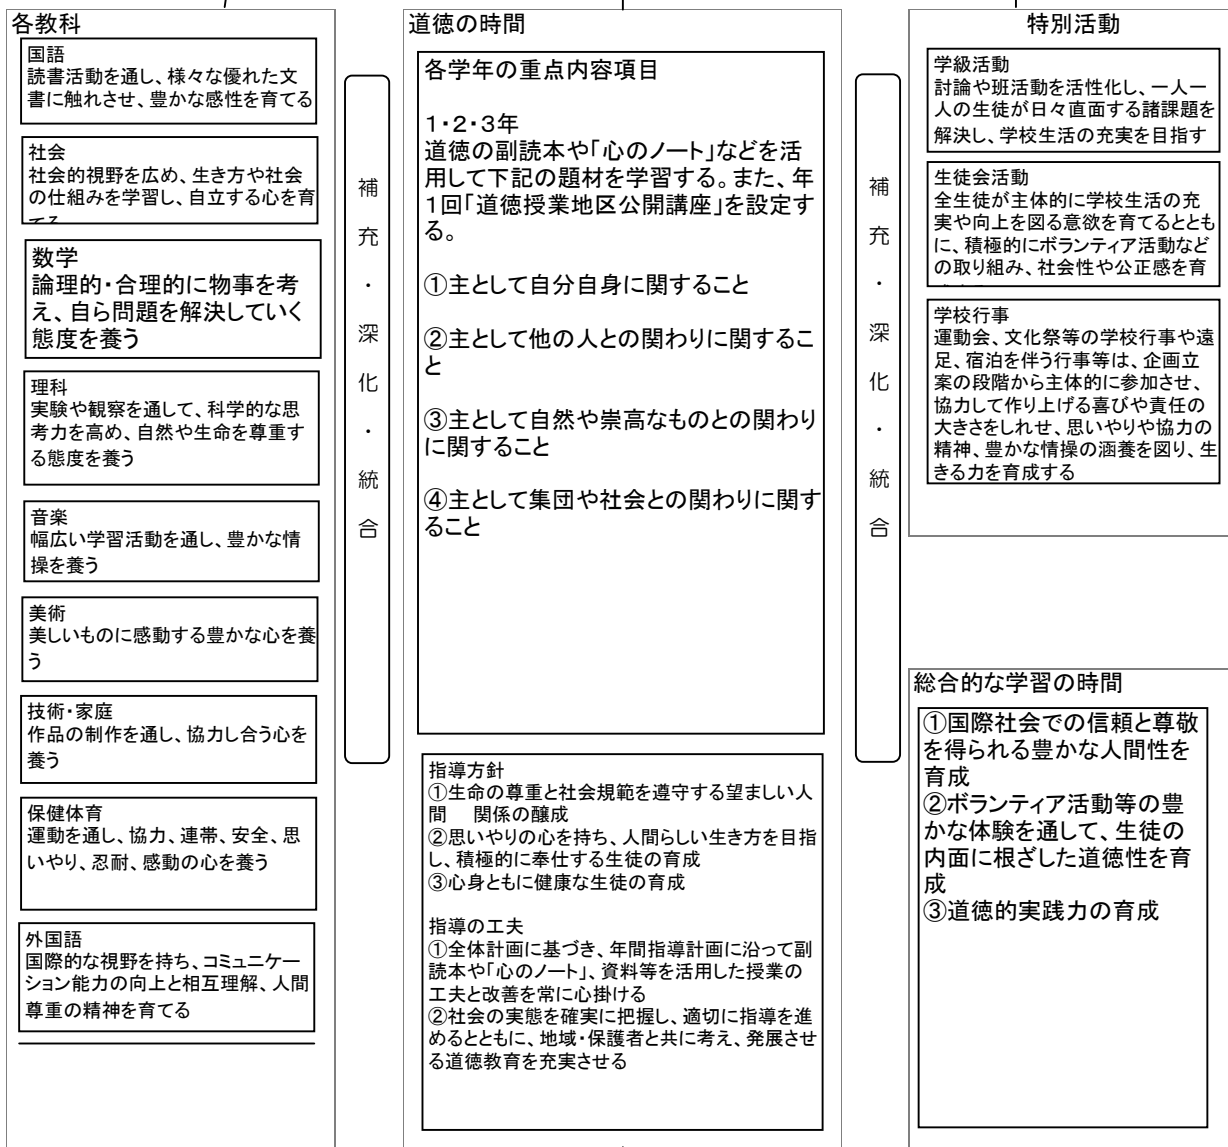 各教科
国語
読書活動を通し、様々な優れた文
書に触れさせ、豊かな感性を育てる
社会
社会的視野を広め、生き方や社会
の仕組みを学習し、自立する心を育
てる
数学
論理的・合理的に物事を考
え、自ら問題を解決していく
態度を養う
理科
実験や観察を通して、科学的な思
考力を高め、自然や生命を尊重す
る態度を養う
音楽
幅広い学習活動を通し、豊かな情
操を養う
美術
美しいものに感動する豊かな心を養
う
技術・家庭
作品の制作を通し、協力し合う心を
養う
保健体育
運動を通し、協力、連帯、安全、思
いやり、忍耐、感動の心を養う
外国語
国際的な視野を持ち、コミュニケー
ション能力の向上と相互理解、人間
尊重の精神を育てる
補充・深化・統合
道徳の時間
各学年の重点内容項目
1・2・3年
道徳の副読本や「心のノート」などを活
用して下記の題材を学習する。また、年
1回「道徳授業地区公開講座」を設定す
る。
①主として自分自身に関すること
②主として他の人との関わりに関するこ
と
③主として自然や崇高なものとの関わり
に関すること
④主として集団や社会との関わりに関す
ること
指導方針
①生命の尊重と社会規範を遵守する望ましい人
間　関係の醸成
②思いやりの心を持ち、人間らしい生き方を目指
し、積極的に奉仕する生徒の育成
③心身ともに健康な生徒の育成
指導の工夫
①全体計画に基づき、年間指導計画に沿って副
読本や「心のノート」、資料等を活用した授業の
工夫と改善を常に心掛ける
②社会の実態を確実に把握し、適切に指導を進
めるとともに、地域・保護者と共に考え、発展させ
る道徳教育を充実させる
補充・深化・統合
特別活動
学級活動
討論や班活動を活性化し、一人一
人の生徒が日々直面する諸課題を
解決し、学校生活の充実を目指す
生徒会活動
全生徒が主体的に学校生活の充
実や向上を図る意欲を育てるととも
に、積極的にボランティア活動など
の取り組み、社会性や公正感を育
学校行事
運動会、文化祭等の学校行事や遠
足、宿泊を伴う行事等は、企画立
案の段階から主体的に参加させ、
協力して作り上げる喜びや責任の
大きさをしれせ、思いやりや協力の
精神、豊かな情操の涵養を図り、生
きる力を育成する
総合的な学習の時間
①国際社会での信頼と尊敬
を得られる豊かな人間性を
育成
②ボランティア活動等の豊
かな体験を通して、生徒の
内面に根ざした道徳性を育
成
③道徳的実践力の育成